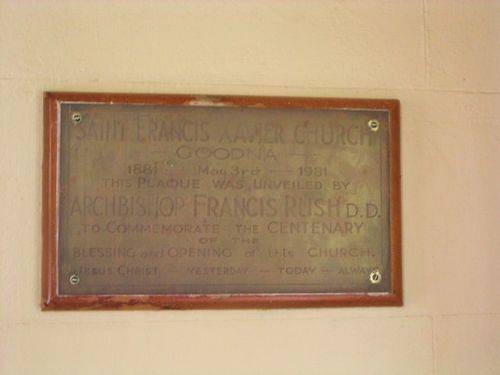 SAINT FRANCIS XAVIER CHURCH
- GOODNA -
1881 - May 3rd - 1981
THIS PLAQUE WAS UNVEILED BY
ARCHBISHOP FRANCIS RUSH D.D.
TO COMMEMORATE THE CENTENARY
OF THE
BLESSING and OPENING of this CHURCH.
JESUS CHRIST - YESTERDAY - TODAY - ALWAYS